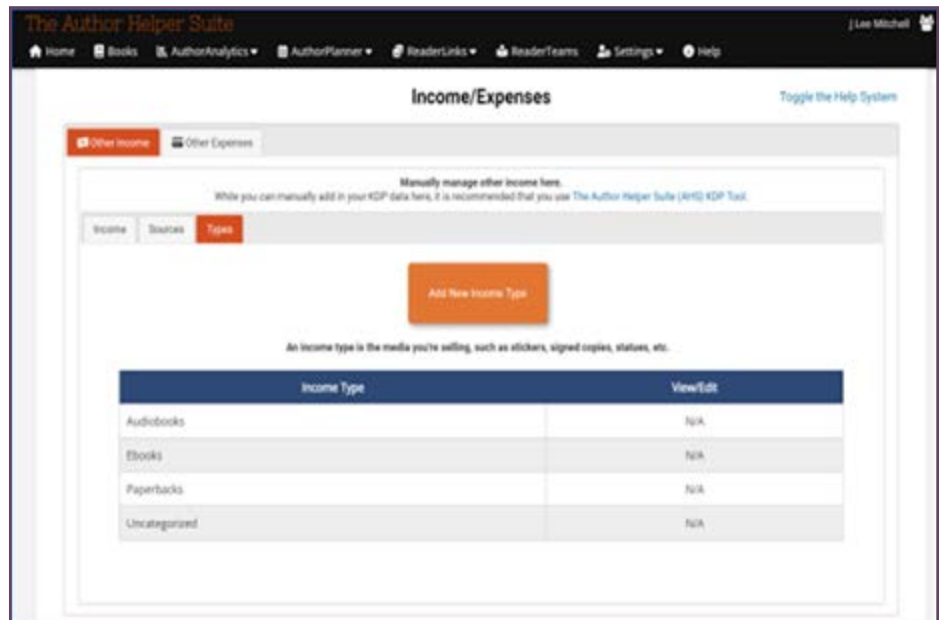 The Author Helper Suite
J Lee Mitchell
Home Books AuthorAnalytics AuthorPlanner ReaderLinks ReaderTeams Settings Help
Income/Expenses
Toggle the Help System
Other Income Other Expenses
Manually manage other income here.
While you can manually add in your KDP data here, it is recommended that you use The Author Helper Suite (AHS) KDP Tool.
Income Sources Types
Add New Income Type
An income type is the media you're selling, such as stickers, signed copies, statues, etc.
Income Type View/Edit
Audiobooks N/A
Ebooks N/A
Paperbacks N/A
Uncategorized N/A